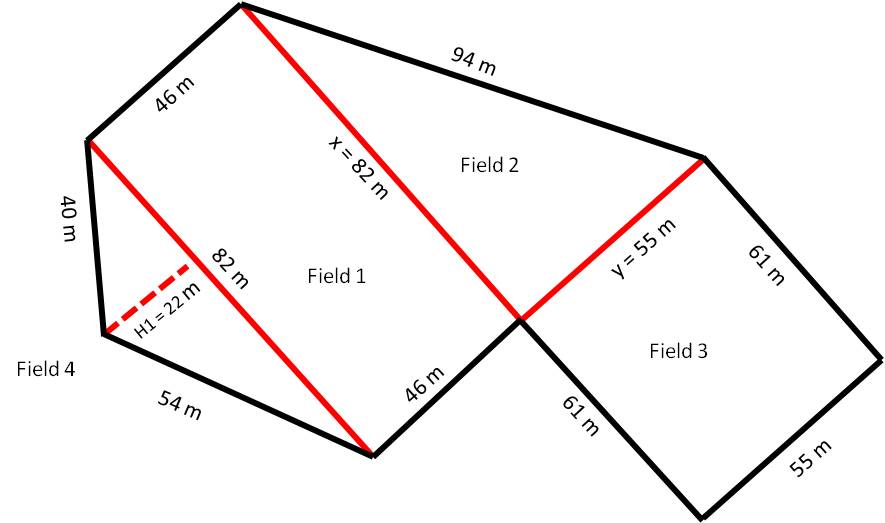 94 m
46 m
x = 82 m
Field 2
40 m
82 m
Field 1
y = 55 m
61 m
H1 = 22 m
Field 4
54 m
46 m
61 m
Field 3
55 m